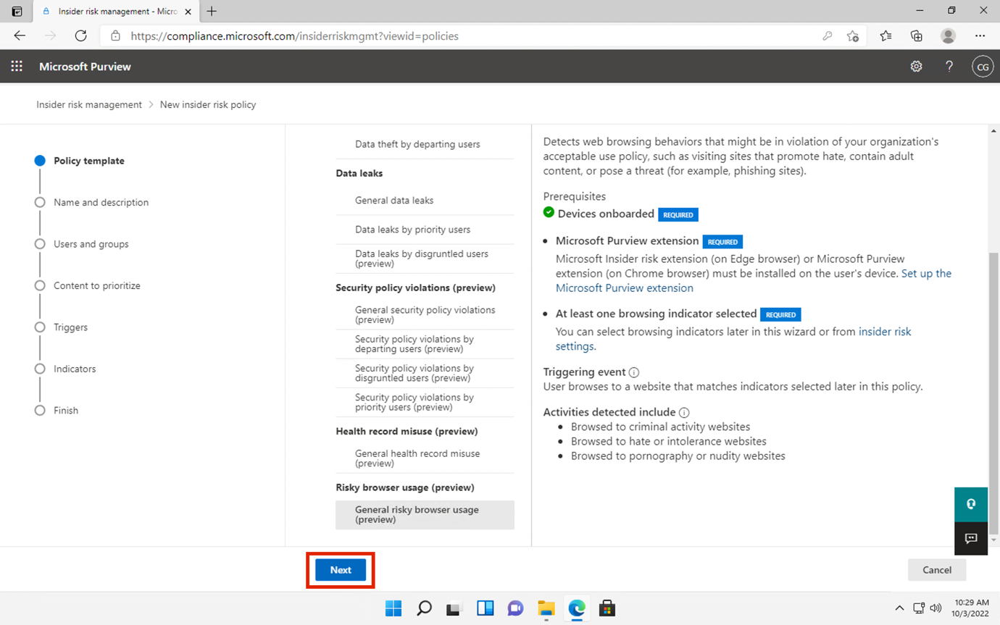 Insider risk management - Micro
https://compliance.microsoft.com/insiderriskmgmt?viewid=policies
Microsoft Purview
CG
Insider risk management > New insider risk policy
Policy template
Name and description
Users and groups
Content to prioritize
Triggers
Indicators
Finish
Data theft by departing users
Data leaks
General data leaks
Data leaks by priority users
Data leaks by disgruntled users
(preview)
Security policy violations (preview)
General security policy violations
(preview)
Security policy violations by
departing users (preview)
Security policy violations by
disgruntled users (preview)
Security policy violations by
priority users (preview)
Health record misuse (preview)
General health record misuse
(preview)
Risky browser usage (preview)
General risky browser usage
(preview)
Detects web browsing behaviors that might be in violation of your organization's
acceptable use policy, such as visiting sites that promote hate, contain adult
content, or pose a threat (for example, phishing sites).
Prerequisites
Devices onboarded REQUIRED
• Microsoft Purview extension REQUIRED
Microsoft Insider risk extension (on Edge browser) or Microsoft Purview
extension (on Chrome browser) must be installed on the user's device. Set up the
Microsoft Purview extension
• At least one browsing indicator selected REQUIRED
You can select browsing indicators later in this wizard or from insider risk
settings.
Triggering event
User browses to a website that matches indicators selected later in this policy.
Activities detected include
• Browsed to criminal activity websites
• Browsed to hate or intolerance websites
• Browsed to pornography or nudity websites
Next
Cancel
10:29 AM
10/3/2022